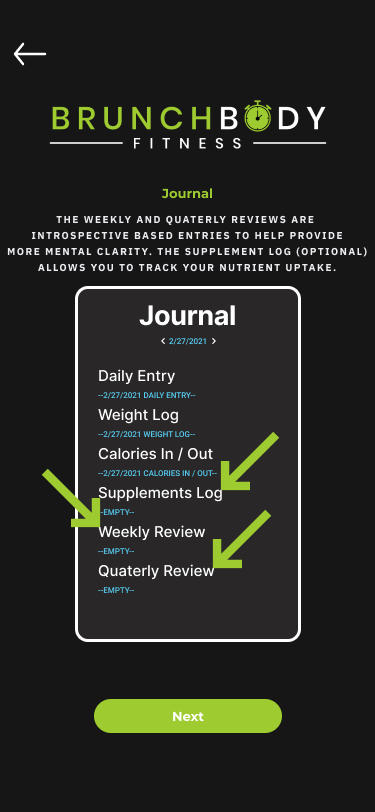 BRUNCHBODY
FITNESS
Journal
THE WEEKLY AND QUATERLY REVIEWS ARE
INTROSPECTIVE BASED ENTRIES TO HELP PROVIDE
MORE MENTAL CLARITY. THE SUPPLEMENT LOG (OPTIONAL)
ALLOWS YOU TO TRACK YOUR NUTRIENT UPTAKE.
Journal
2/27/2021
Daily Entry
--2/27/2021 DAILY ENTRY--
Weight Log
--2/27/2021 WEIGHT LOG--
Calories In / Out
--2/27/2021 CALORIES IN / OUT--
Supplements Log
--EMPTY--
Weekly Review
--EMPTY--
Quaterly Review
--EMPTY--
Next